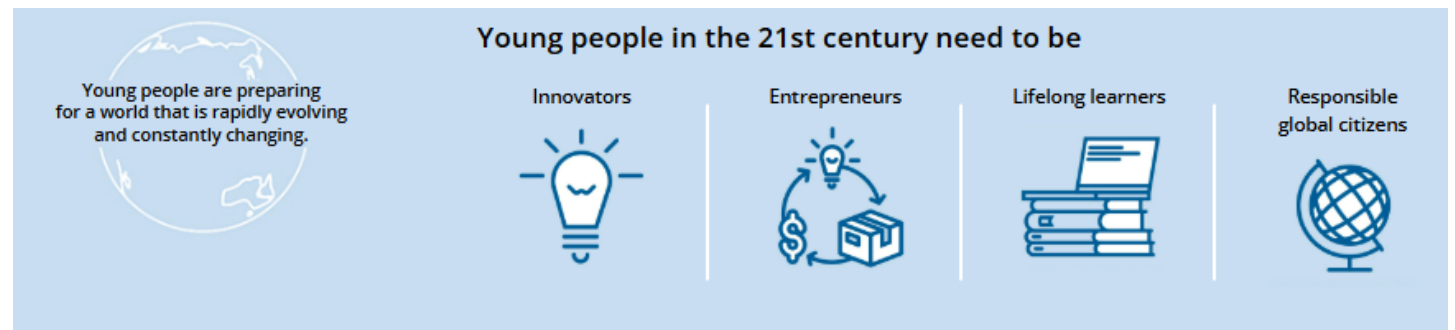 Young people are preparing
for a world that is rapidly evolving
and constantly changing.
Young people in the 21st century need to be
Innovators
Entrepreneurs
Lifelong learners
Responsible
global citizens
$